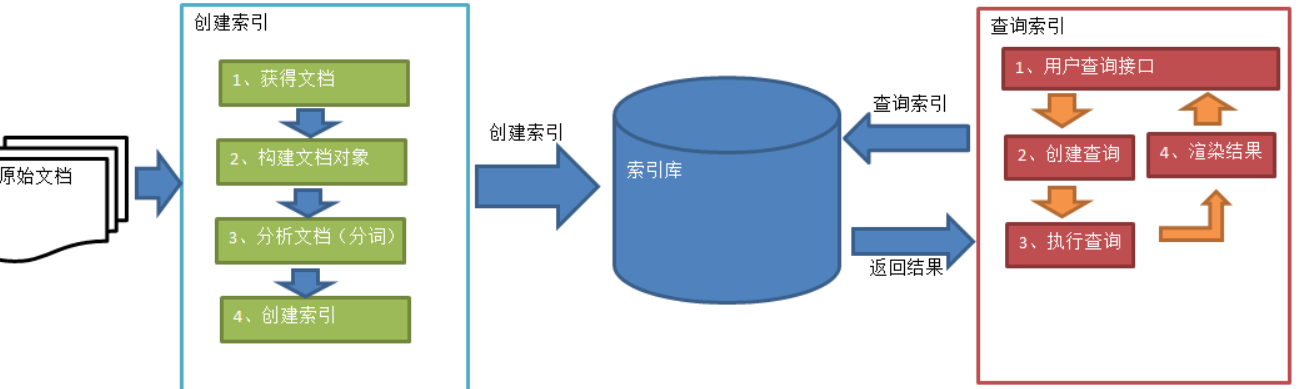 原始文档
创建索引
1、获得文档
2、构建文档对象
3、分析文档（分词）
4、创建索引
创建索引
索引库
查询索引
返回结果
查询索引
1、用户查询接口
2、创建查询
4、渲染结果
3、执行查询